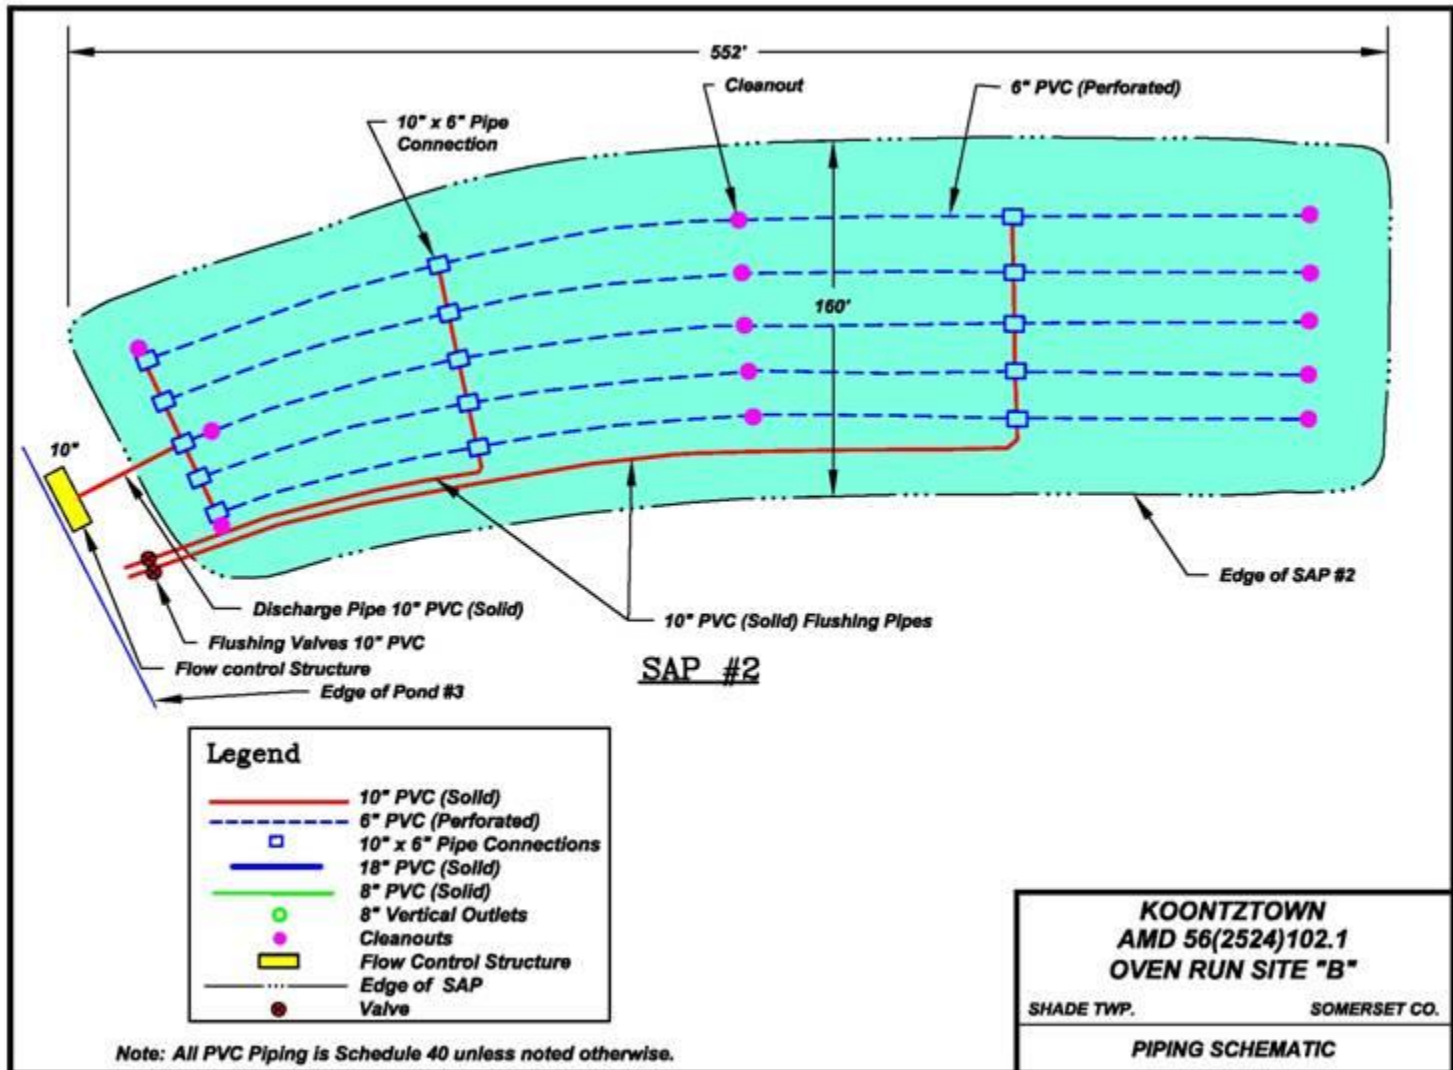 552'
Cleanout
6" PVC (Perforated)
10" x 6" Pipe
Connection
160'
10"
Edge of SAP #2
Discharge Pipe 10" PVC (Solid)
10" PVC (Solid) Flushing Pipes
Flushing Valves 10" PVC
Flow control Structure
Edge of Pond #3
SAP #2
Legend
10" PVC (Solid)
6" PVC (Perforated)
10" x 6" Pipe Connections
18" PVC (Solid)
8" PVC (Solid)
8" Vertical Outlets
Cleanouts
Flow Control Structure
Edge of SAP
Valve
Note: All PVC Piping is Schedule 40 unless noted otherwise.
KOONTZTOWN
AMD 56(2524)102.1
OVEN RUN SITE "B"
SHADE TWP. SOMERSET CO.
PIPING SCHEMATIC